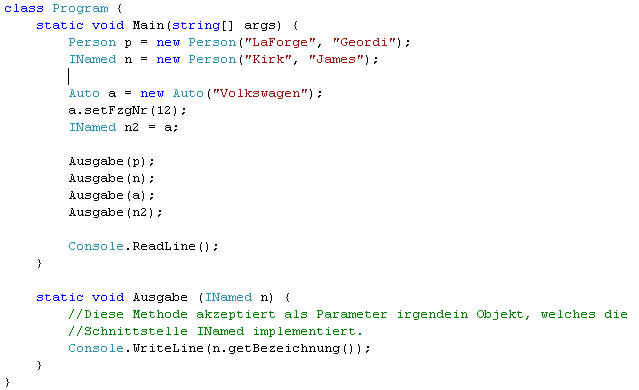 class Program {
    static void Main(string[] args) {
        Person p = new Person("LaForge", "Geordi");
        INamed n = new Person("Kirk", "James");

        Auto a = new Auto("Volkswagen");
        a.setFzgNr(12);
        INamed n2 = a;

        Ausgabe(p);
        Ausgabe(n);
        Ausgabe(a);
        Ausgabe(n2);

        Console.ReadLine();
    }

    static void Ausgabe (INamed n) {
        //Diese Methode akzeptiert als Parameter irgendein Objekt, welches die
        //Schnittstelle INamed implementiert.
        Console.WriteLine(n.getBezeichnung());
    }
}